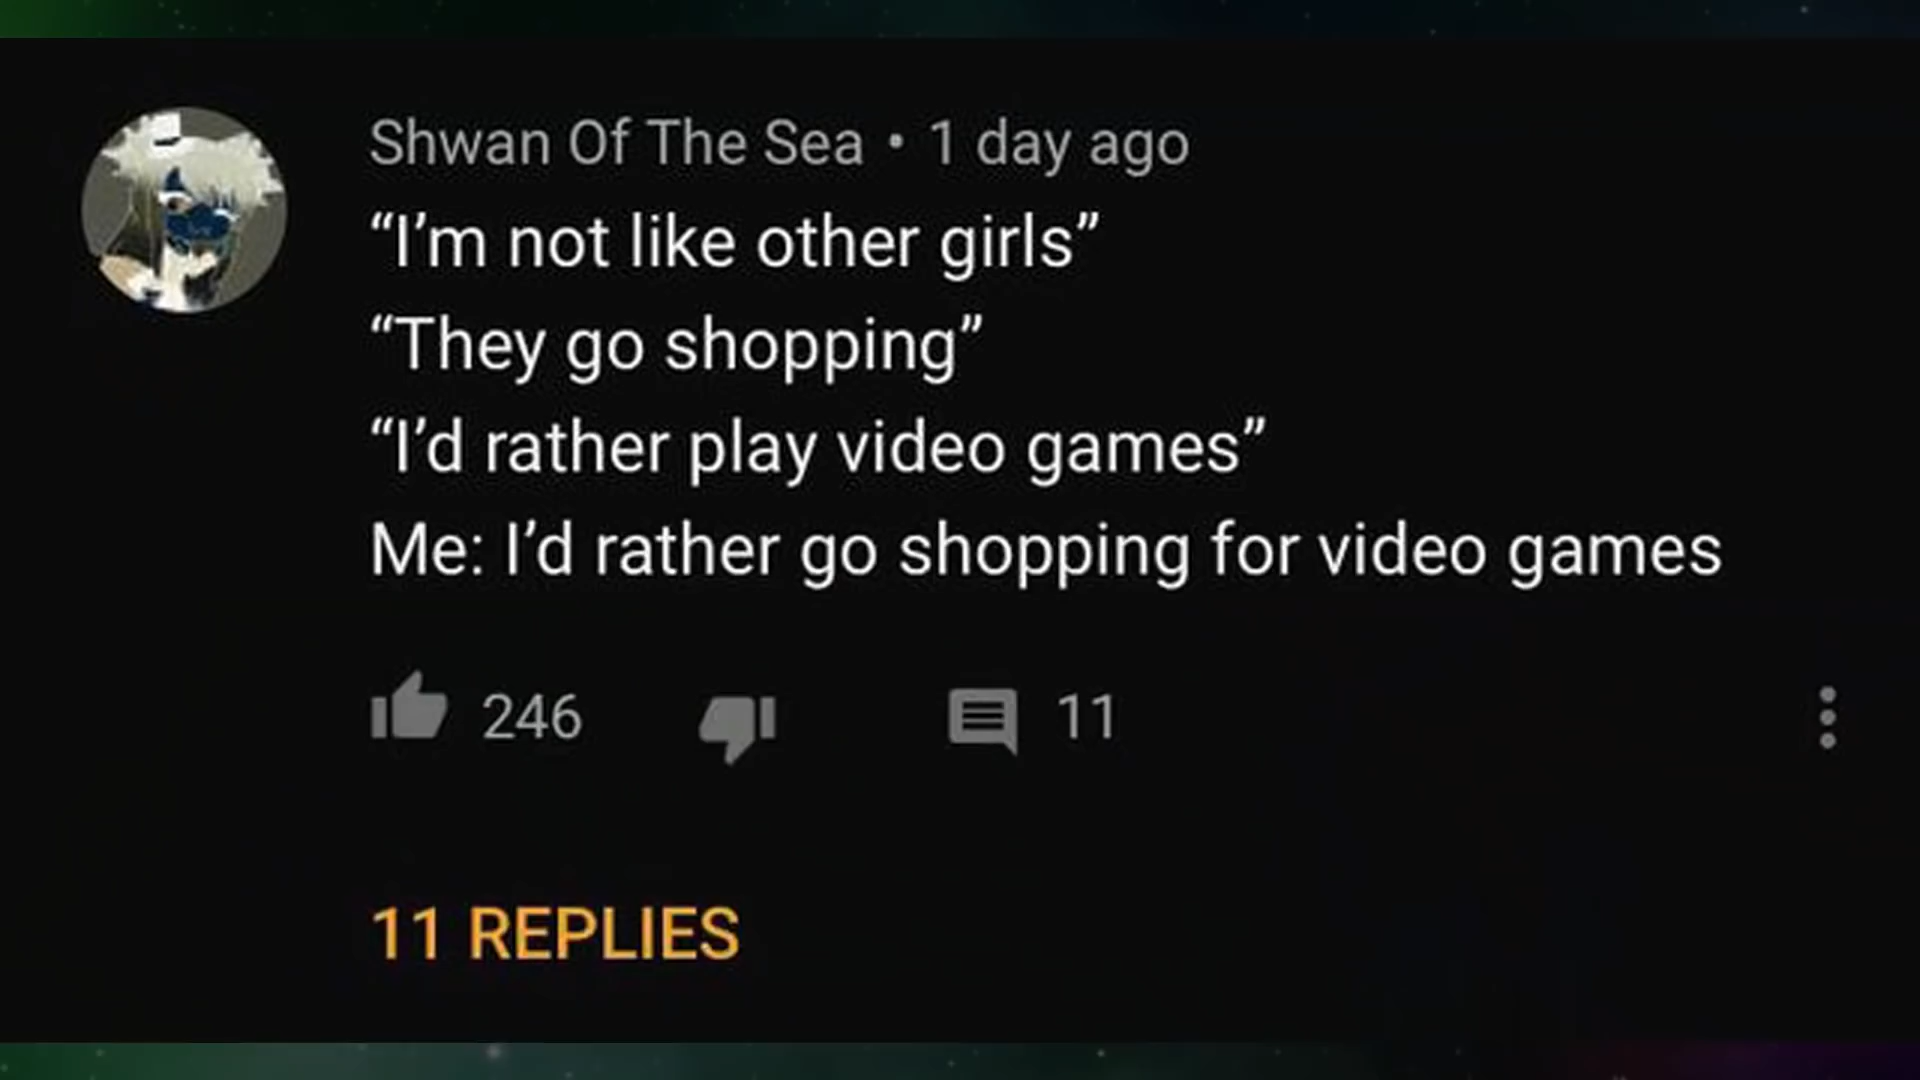 Shwan Of The Sea • 1 day ago
“I’m not like other girls”
“They go shopping”
“I’d rather play video games”
Me: I’d rather go shopping for video games
246 11
11 REPLIES